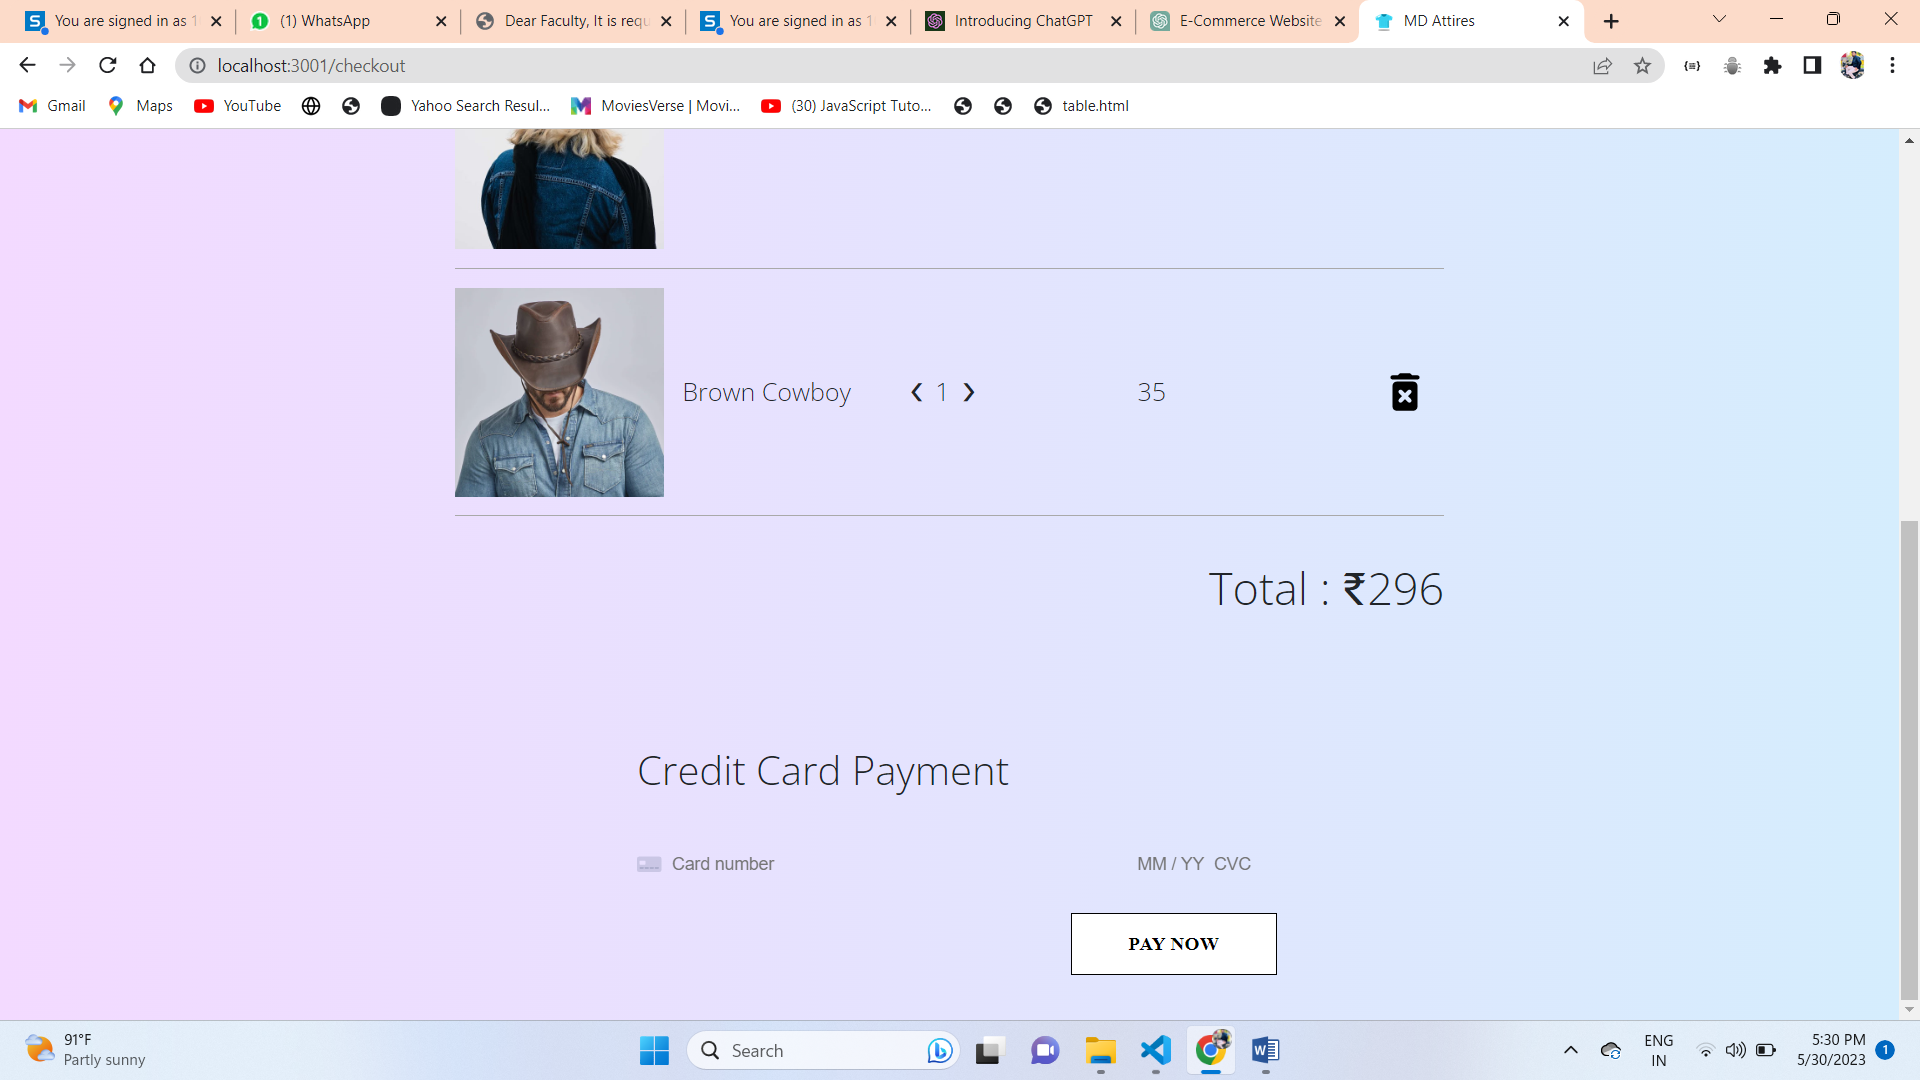 You are signed in as 1
(1) WhatsApp
Dear Faculty, It is requ
You are signed in as 1
Introducing ChatGPT
E-Commerce Website
MD Attires
localhost:3001/checkout
Gmail
Maps
YouTube
Yahoo Search Resul...
MoviesVerse | Movi...
(30) JavaScript Tuto...
table.html
Brown Cowboy
❮ 1 ❯
35
Total : ₹296
Credit Card Payment
Card number
MM / YY CVC
PAY NOW
91°F
Partly sunny
Search
ENG
IN
5:30 PM
5/30/2023
1